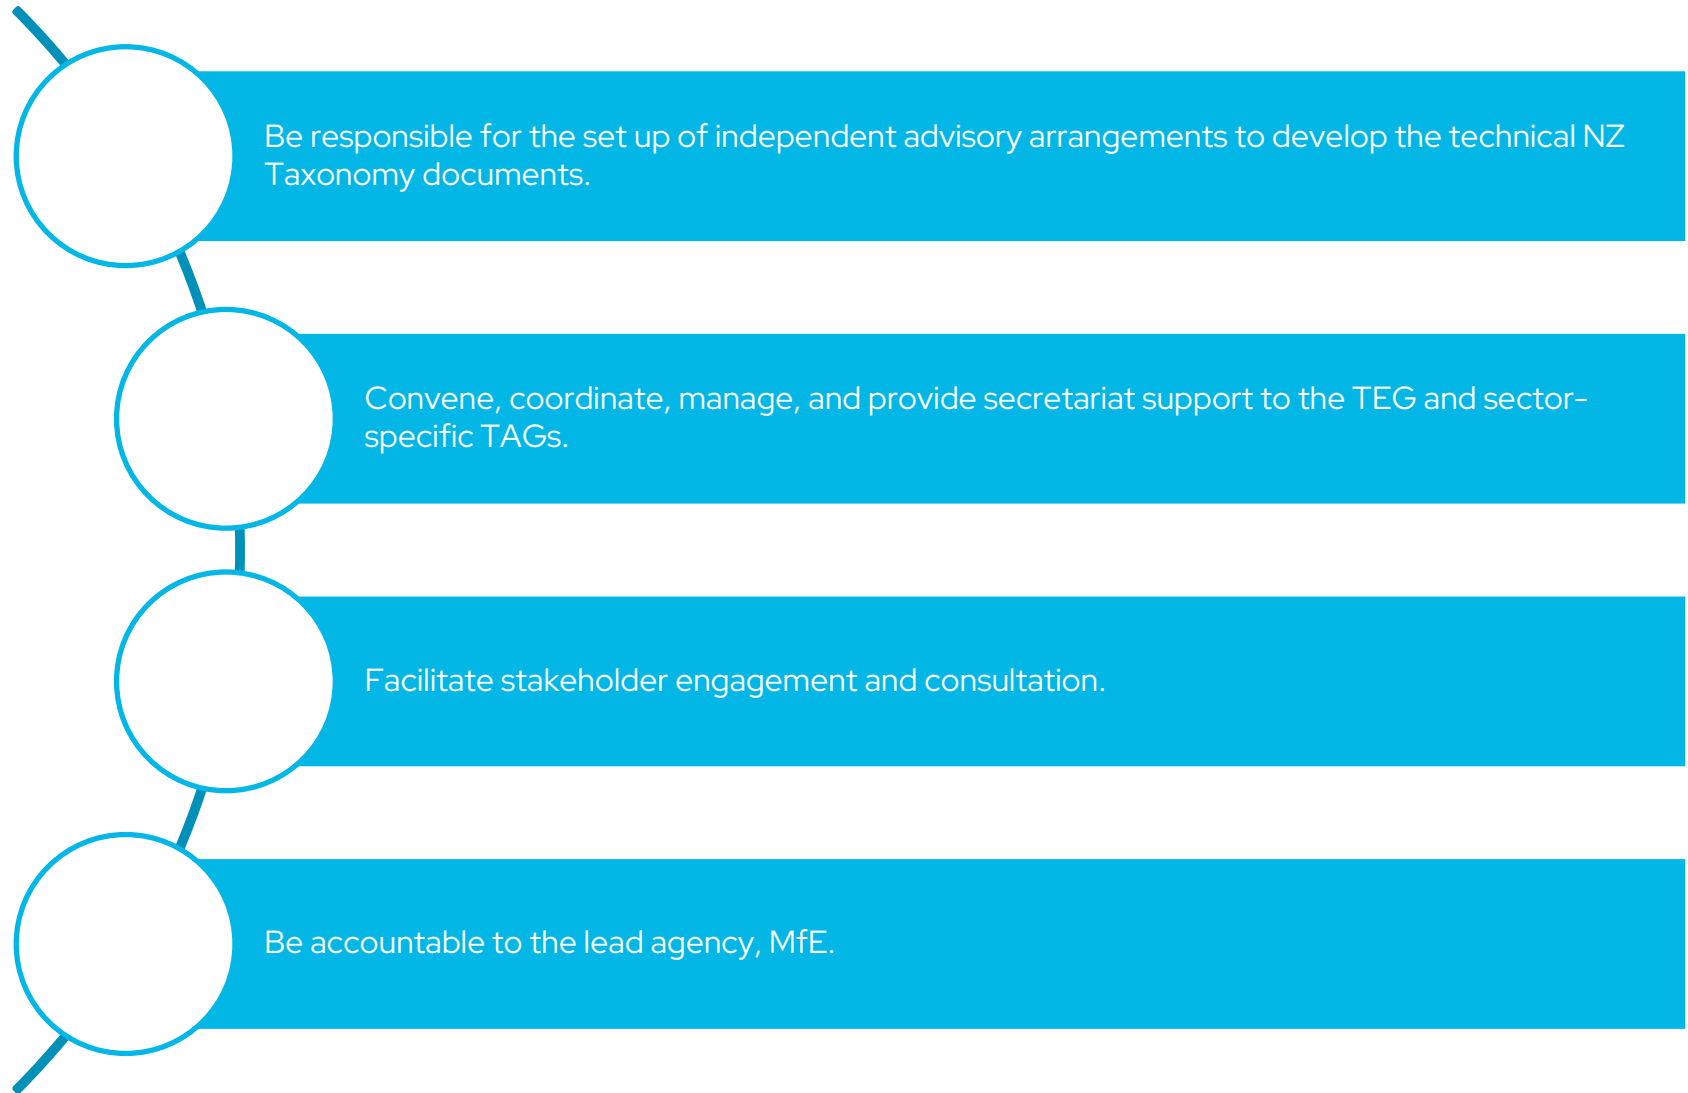 Be responsible for the set up of independent advisory arrangements to develop the technical NZ
Taxonomy documents.
Convene, coordinate, manage, and provide secretariat support to the TEG and sector-
specific TAGs.
Facilitate stakeholder engagement and consultation.
Be accountable to the lead agency, MfE.